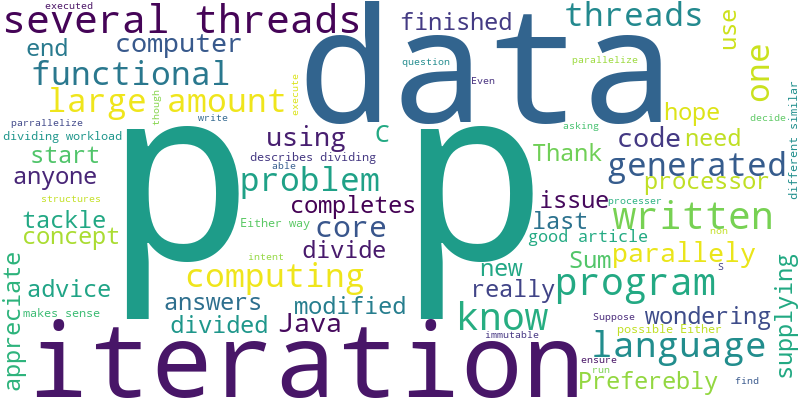 executed
several threads
data
finished
threads
use
end
computer
question
parallelize
one
functional
Even
large amount
though
execute
hope
write
parrallelize
asking
decide
different similar
dividing workload
using
C
code
need
start
describes dividing
Thank
generated
p p
able
anyone
problem
processor
structures
completes
issue
processer
written
tackle
Either way
core
last
concept
good article
nbh
divide
Sum
parallely
intent
new
S
appreciate
computing
program
supplying
advice
really
answers
modified
makes sense
know
Suppose
wondering
divided
Java
possible Either
iteration
immutable
language
ensure
run
Preferebly
find